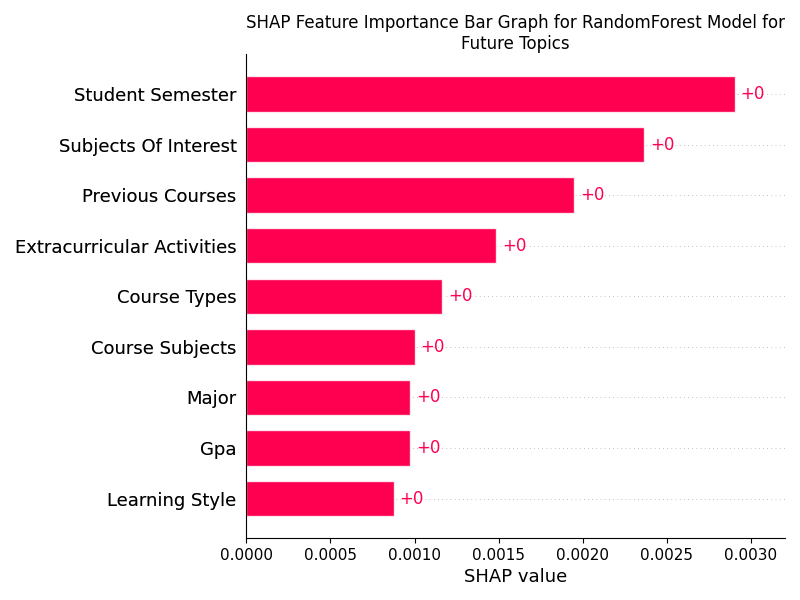 SHAP Feature Importance Bar Graph for RandomForest Model for
Future Topics
Student Semester +0
Subjects Of Interest +0
Previous Courses +0
Extracurricular Activities +0
Course Types +0
Course Subjects +0
Major +0
Gpa +0
Learning Style +0
0.0000 0.0005 0.0010 0.0015 0.0020 0.0025 0.0030
SHAP value